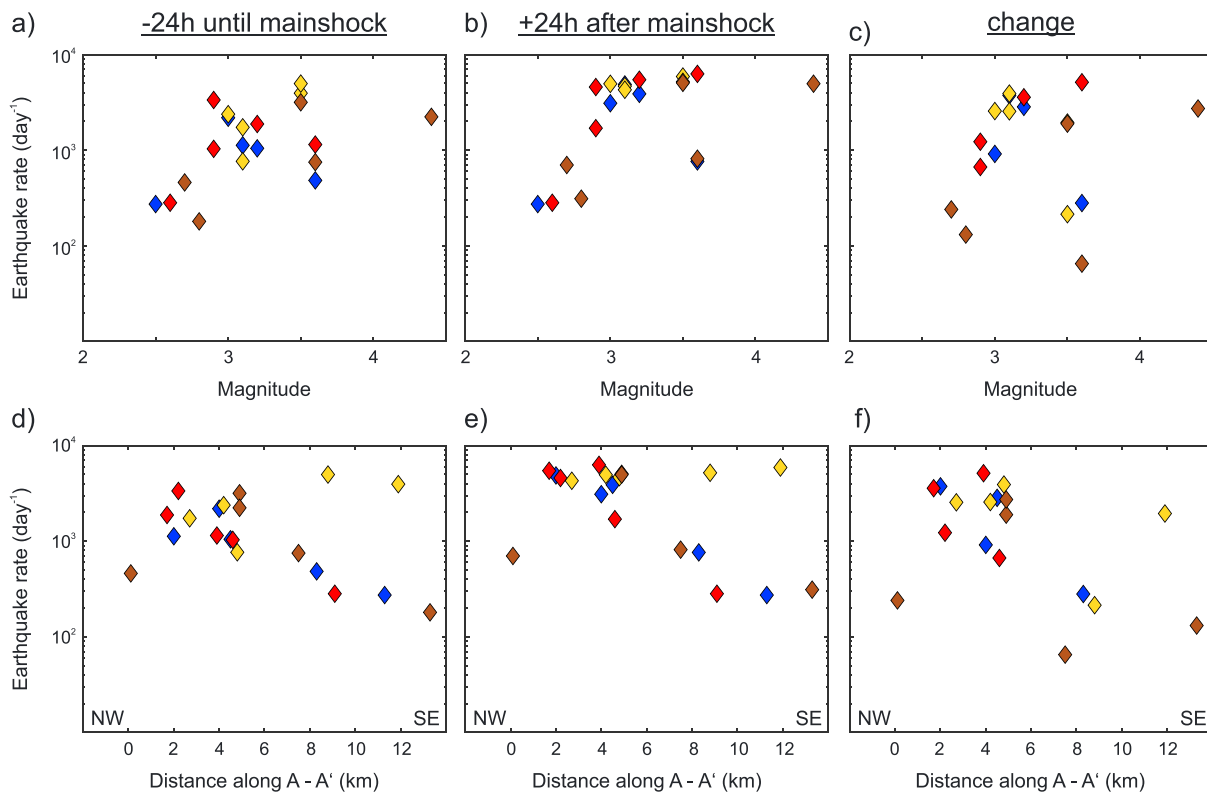 a) -24h until mainshock b) +24h after mainshock c) change
Earthquake rate (day-1)
10^4
10^3
10^2
2 3 4
2 3 4
2 3 4
Magnitude Magnitude Magnitude
d) e) f)
Earthquake rate (day-1)
10^4
10^3
10^2
NW SE
NW SE
NW SE
0 2 4 6 8 10 12
0 2 4 6 8 10 12
0 2 4 6 8 10 12
Distance along A - A‘ (km) Distance along A - A‘ (km) Distance along A - A‘ (km)